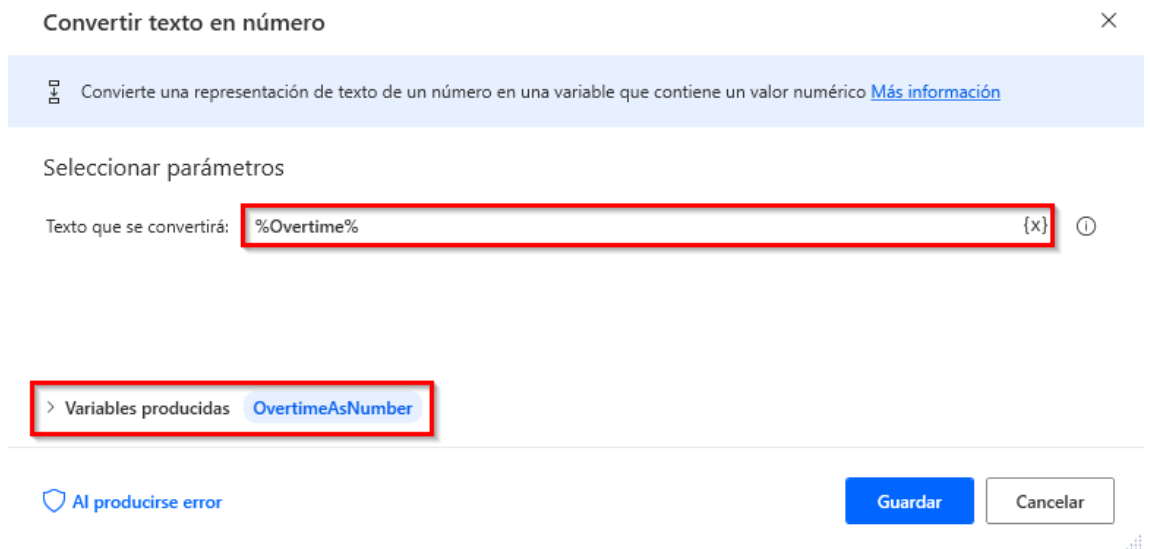 Convertir texto en número
Convierte una representación de texto de un número en una variable que contiene un valor numérico Más información
Seleccionar parámetros
Texto que se convertirá: %Overtime% {x}
Variables producidas OvertimeAsNumber
Al producirse error Guardar Cancelar